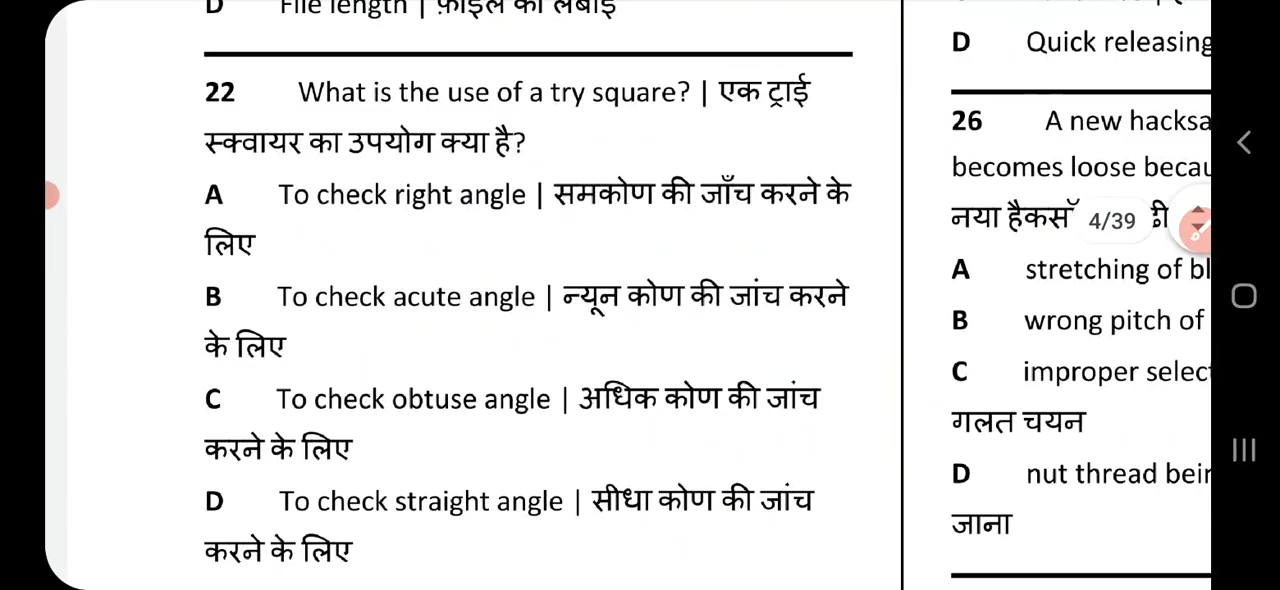 D File length | फ़ाइल की लंबाई
22 What is the use of a try square? | एक ट्राई
स्क्वायर का उपयोग क्या है?
A To check right angle | समकोण की जाँच करने के
लिए
B To check acute angle | न्यून कोण की जांच करने
के लिए
C To check obtuse angle | अधिक कोण की जांच
करने के लिए
D To check straight angle | सीधा कोण की जांच
करने के लिए
D Quick releasing
26 A new hacksa
becomes loose becau
नया हैकसॉ
4/39
A stretching of bl
B wrong pitch of
C improper selec
गलत चयन
D nut thread bein
जाना